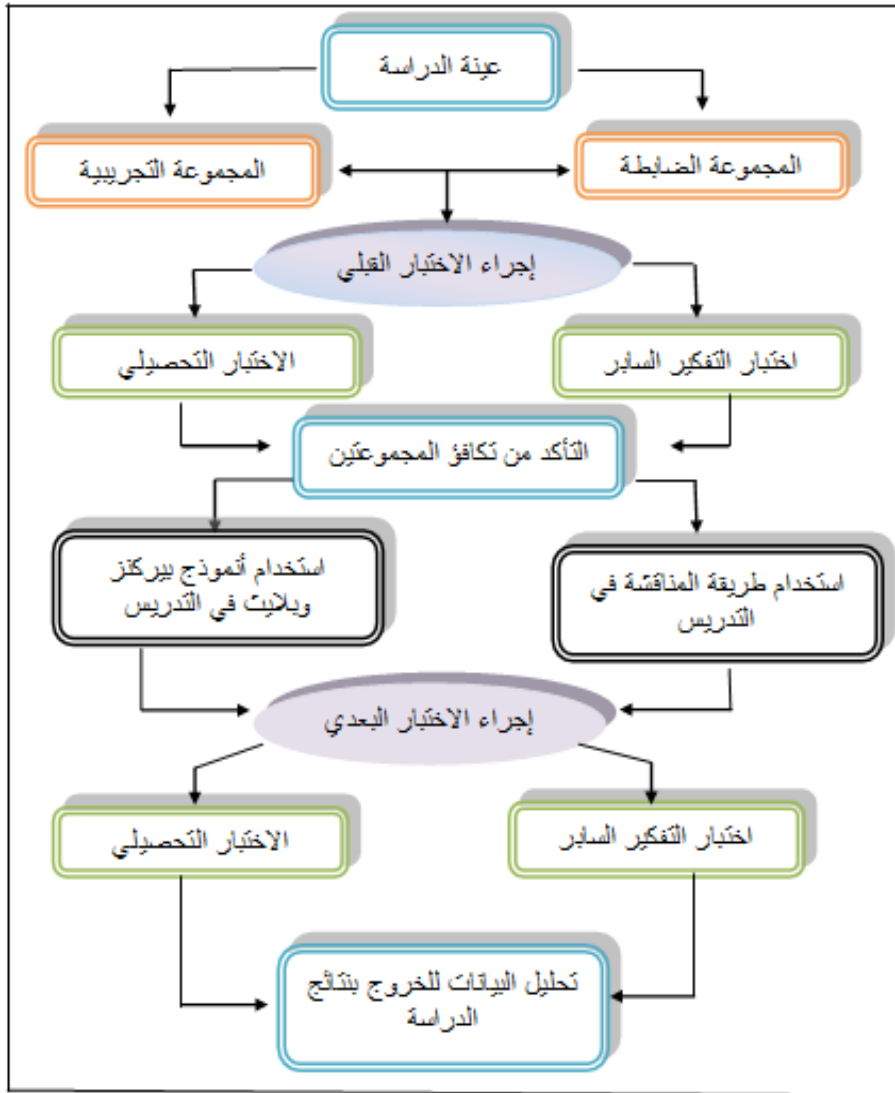 عينة الدراسة
المجموعة الضابطة
المجموعة التجريبية
إجراء الاختبار القبلي
اختبار التفكير السابر
الاختبار التحصيلي
التأكد من تكافؤ المجموعتين
استخدام طريقة المناقشة في
التدريس
استخدام أنموذج بيركنز
وبلايث في التدريس
إجراء الاختبار البعدي
اختبار التفكير السابر
الاختبار التحصيلي
تحليل البيانات للخروج بنتائج
الدراسة